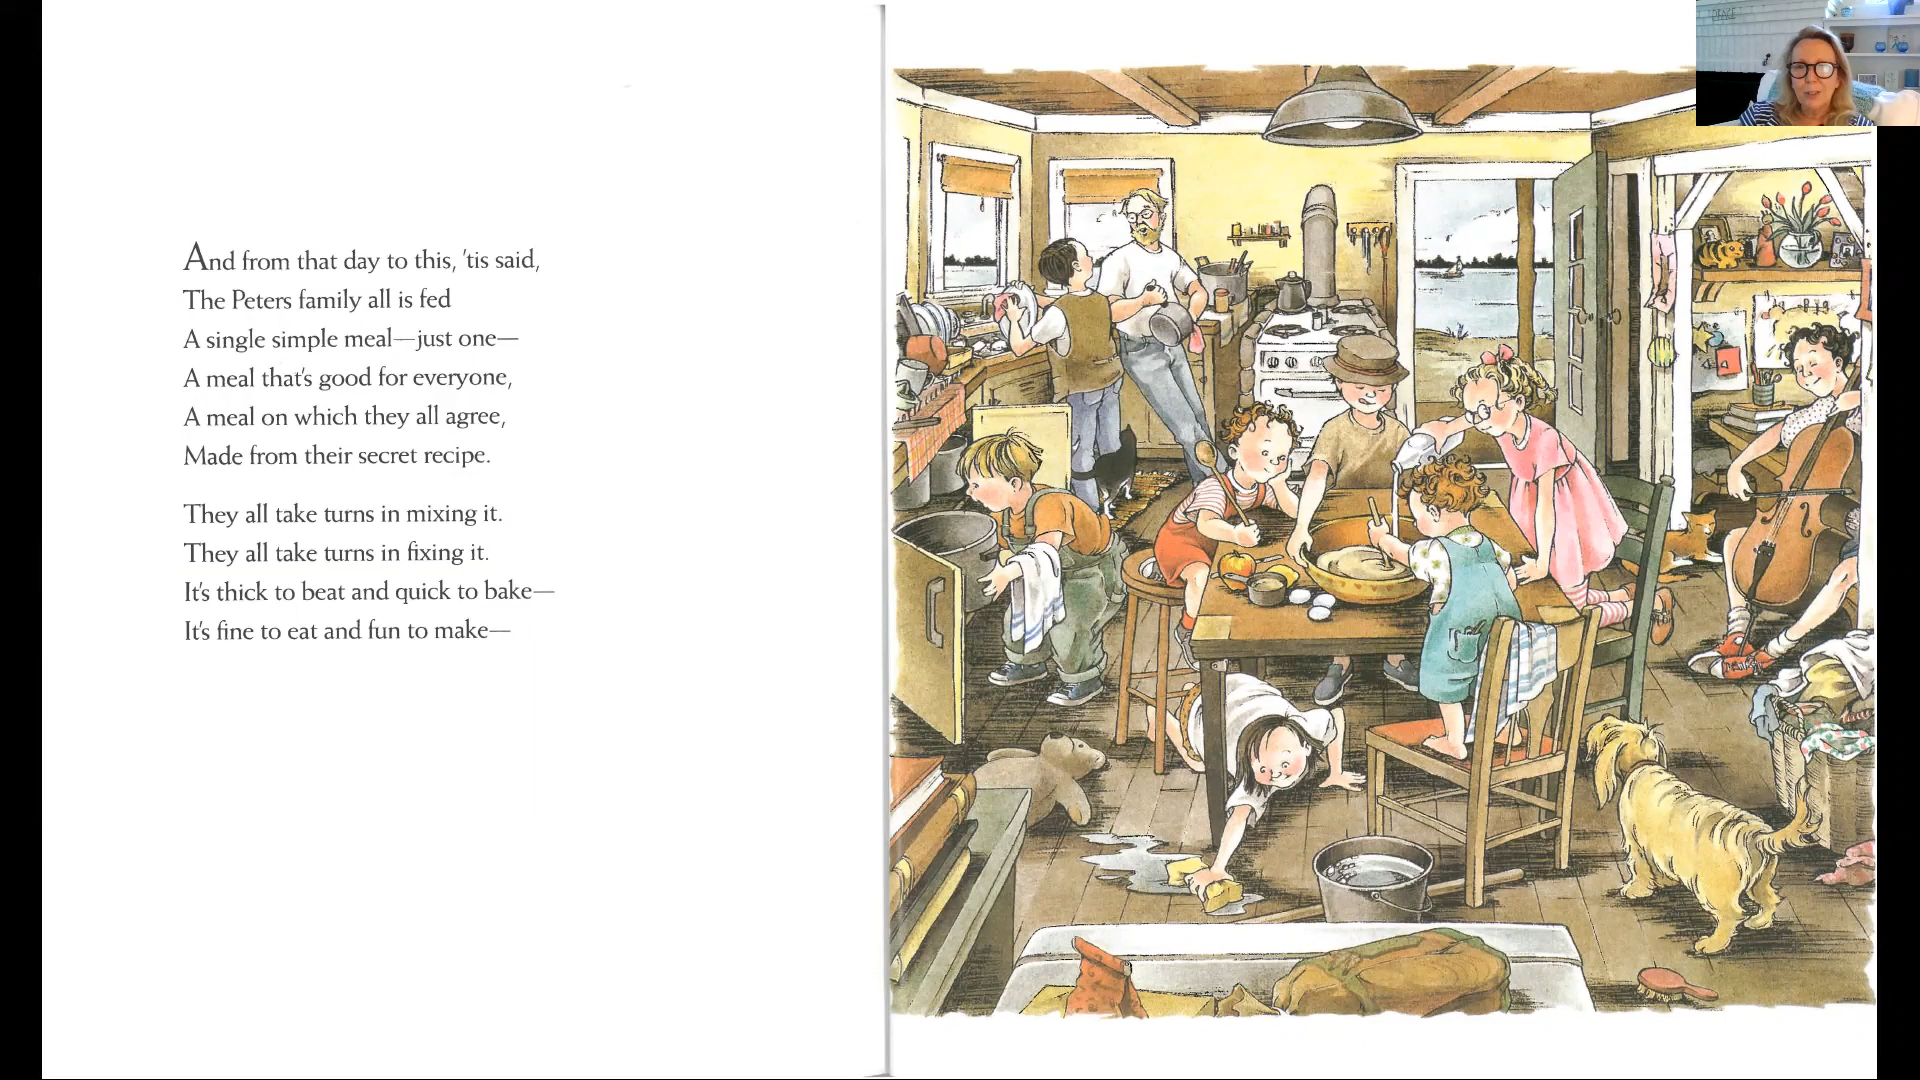 And from that day to this, 'tis said,
The Peters family all is fed
A single simple meal—just one—
A meal that's good for everyone,
A meal on which they all agree,
Made from their secret recipe.
They all take turns in mixing it.
They all take turns in fixing it.
It's thick to beat and quick to bake—
It's fine to eat and fun to make—